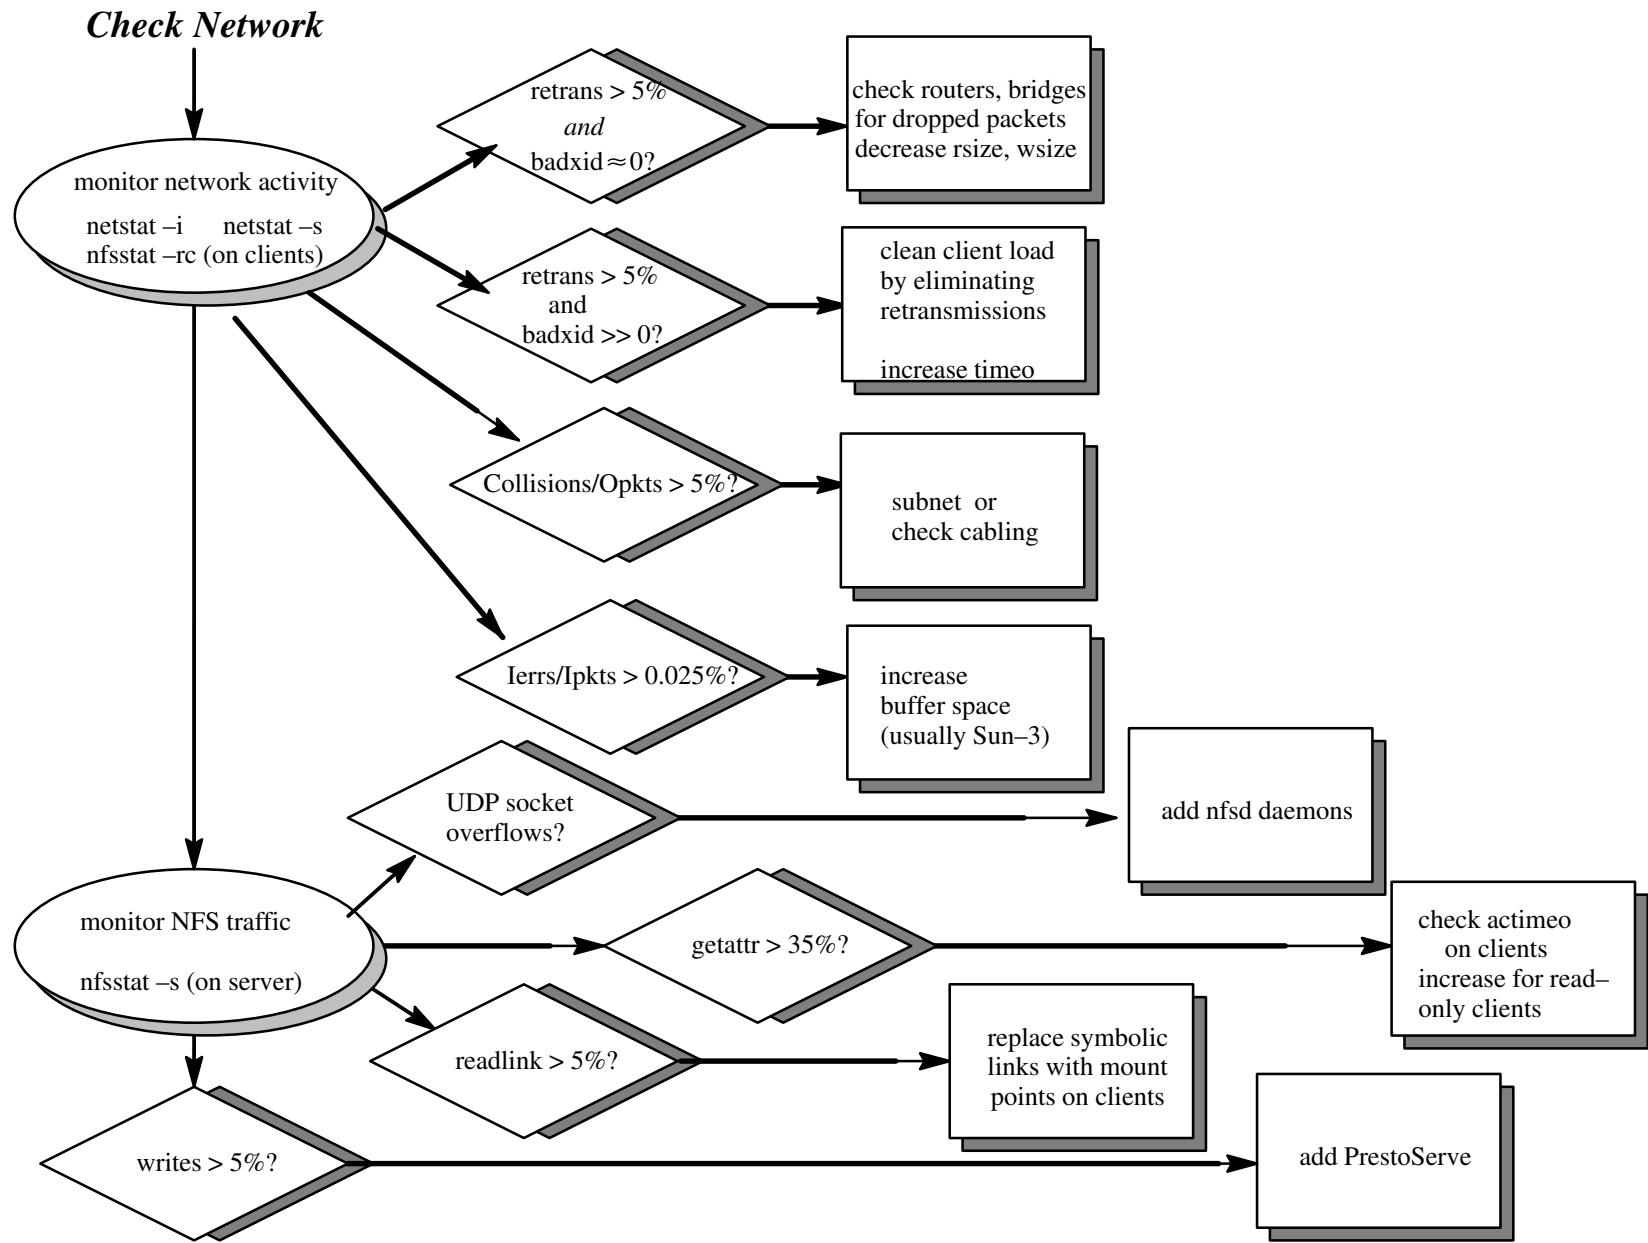 Check Network
monitor network activity
netstat –i netstat –s
nfsstat –rc (on clients)
retrans > 5%
and
badxid≈0?
check routers, bridges
for dropped packets
decrease rsize, wsize
retrans > 5%
and
badxid >> 0?
clean client load
by eliminating
retransmissions
increase timeo
Collisions/Opkts > 5%?
subnet or
check cabling
Ierrs/Ipkts > 0.025%?
increase
buffer space
(usually Sun–3)
monitor NFS traffic
nfsstat –s (on server)
UDP socket
overflows?
add nfsd daemons
getattr > 35%?
check actimeo
on clients
increase for read–
only clients
readlink > 5%?
replace symbolic
links with mount
points on clients
writes > 5%?
add PrestoServe